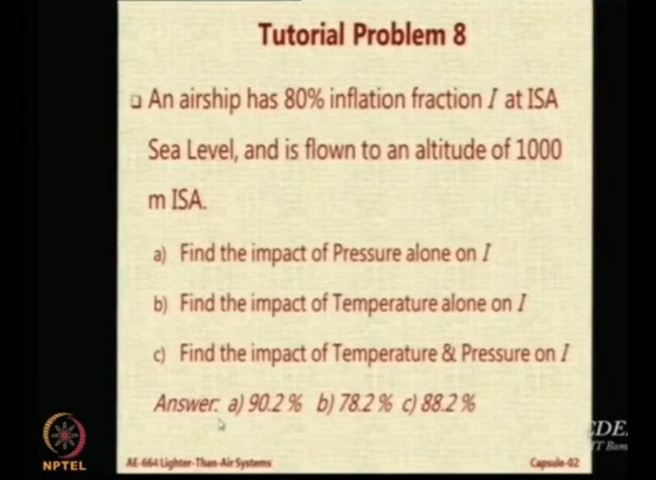 Tutorial Problem 8
An airship has 80% inflation fraction I at ISA
Sea Level, and is flown to an altitude of 1000
m ISA.
a) Find the impact of Pressure alone on I
b) Find the impact of Temperature alone on I
c) Find the impact of Temperature & Pressure on I
Answer: a) 90.2 % b) 78.2 % c) 88.2 %
NPTEL
AE-664 Lighter-Than-Air Systems
Capsule-02